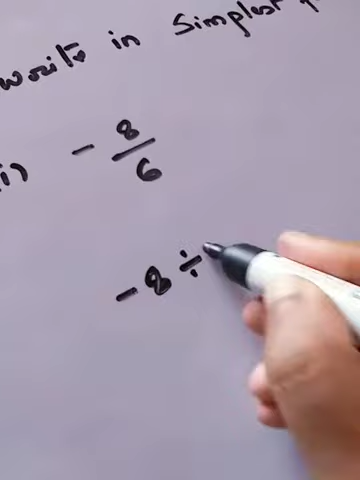 write in Simplest
i) - 8/6
- 8 ÷